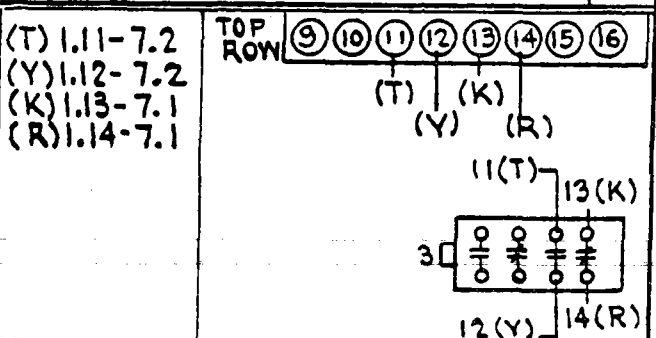 (T) 1.11-7.2
(Y) 1.12-7.2
(K) 1.13-7.1
(R) 1.14-7.1
TOP
ROW
9 10 11 12 13 14 15 16
(T) (K)
(Y) (R)
11(T)
13(K)
3
12(Y)
14(R)